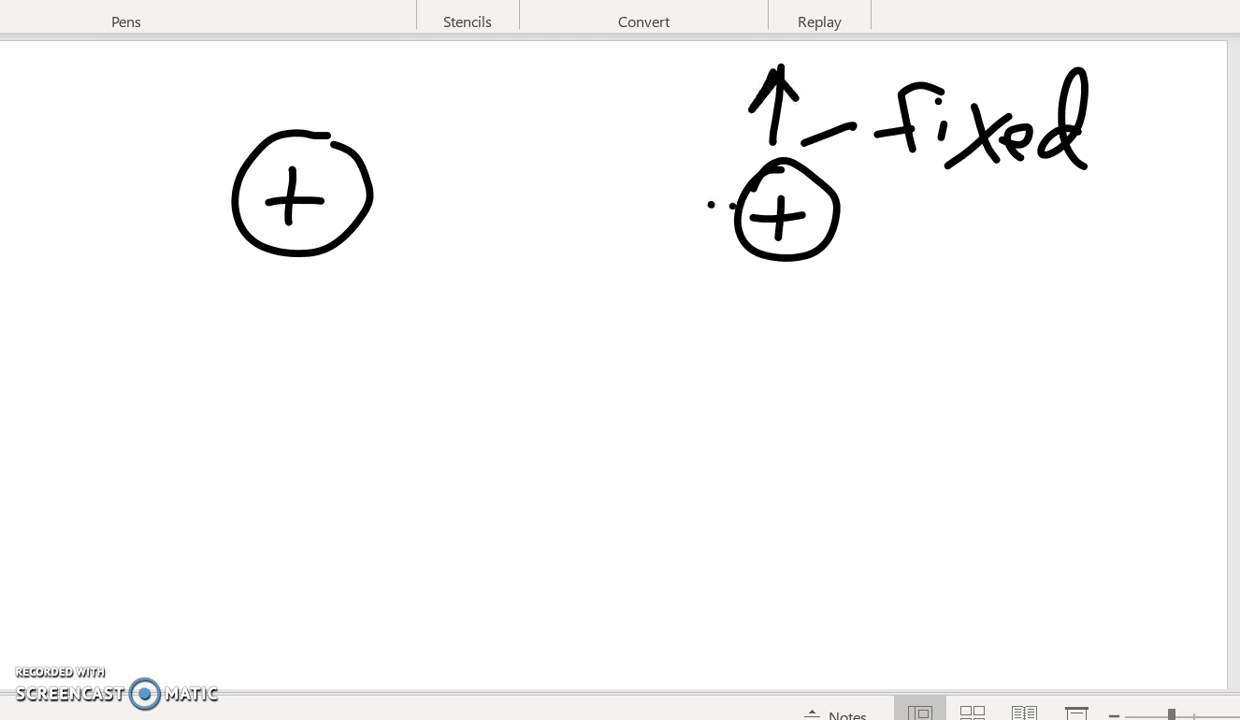 Pens Stencils Convert Replay
- fixed
+ +
RECORDED WITH
SCREENCAST MATIC
Notes